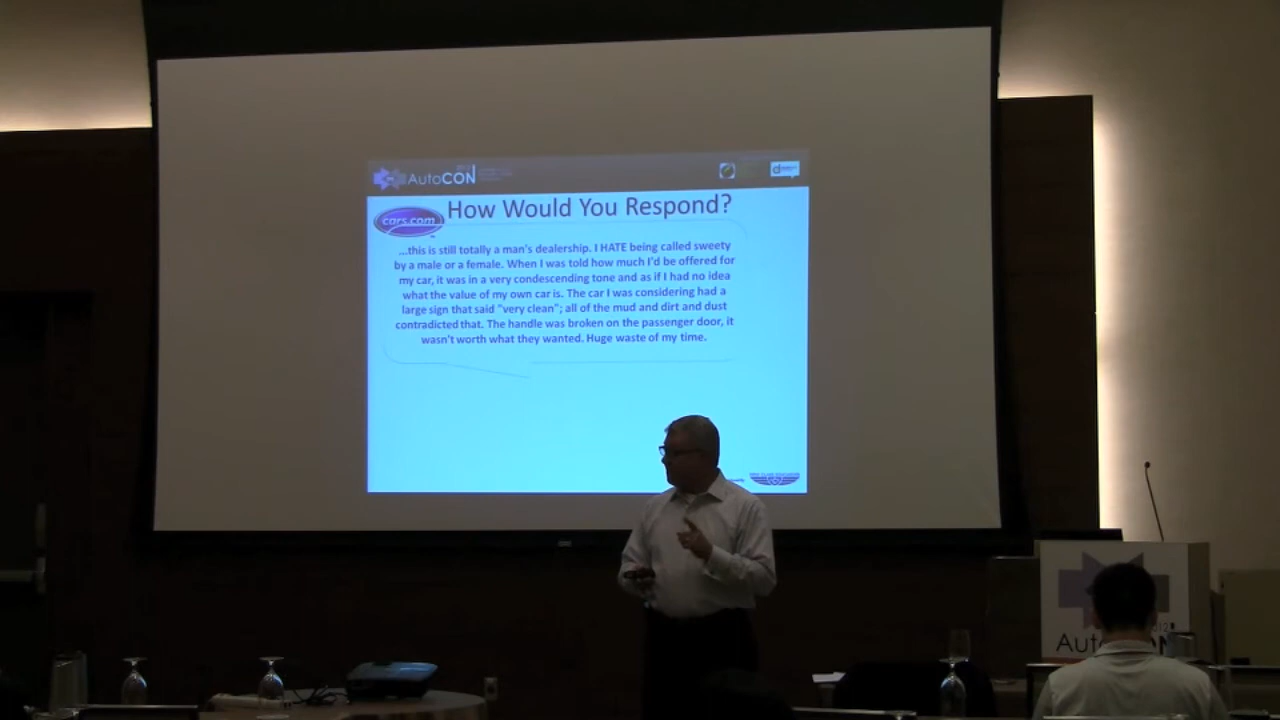 AutoCON
cars.com
How Would You Respond?
...this is still totally a man's dealership. I HATE being called sweety
by a male or a female. When I was told how much I'd be offered for
my car, it was in a very condescending tone and as if I had no idea
what the value of my own car is. The car I was considering had a
large sign that said "very clean"; all of the mud and dirt and dust
contradicted that. The handle was broken on the passenger door, it
wasn't worth what they wanted. Huge waste of my time.